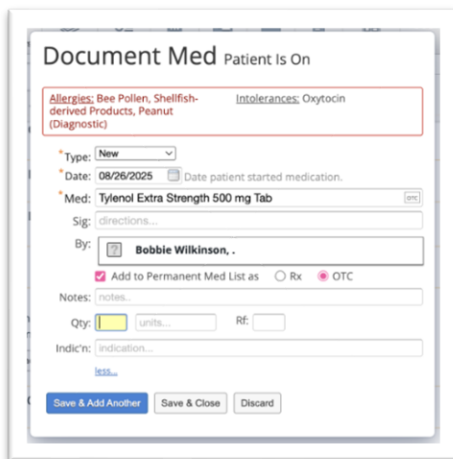 Document Med Patient Is On
Allergies: Bee Pollen, Shellfish-
derived Products, Peanut
(Diagnostic)
Intolerances: Oxytocin
*Type: New
*Date: 08/26/2025 Date patient started medication.
*Med: Tylenol Extra Strength 500 mg Tab OTC
Sig: directions...
By: ? Bobbie Wilkinson, .
Add to Permanent Med List as Rx OTC
Notes: notes..
Qty: units... Rf:
Indic'n: indication...
less...
Save & Add Another Save & Close Discard